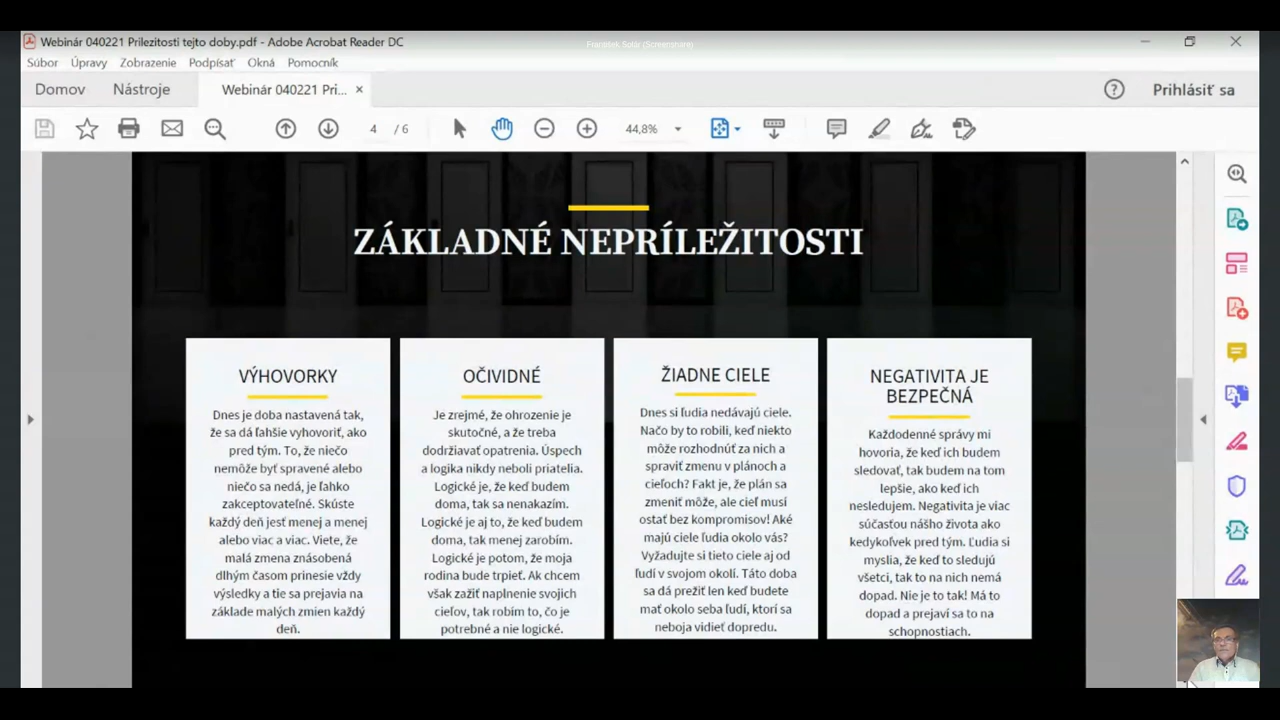 Webinár 040221 Prilezitosti tejto doby.pdf - Adobe Acrobat Reader DC
František Solár (Screenshare)
Súbor Úpravy Zobrazenie Podpísať Okná Pomocník
Domov Nástroje Webinár 040221 Pri... × Prihlásiť sa
4 / 6 44,8%
ZÁKLADNÉ NEPRÍLEŽITOSTI
VÝHOVORKY
Dnes je doba nastavená tak,
že sa dá ľahšie vyhovoriť, ako
pred tým. To, že niečo
nemôže byť spravené alebo
niečo sa nedá, je ľahko
zakceptovateľné. Skúste
každý deň jesť menej a menej
alebo viac a viac. Viete, že
malá zmena znásobená
dlhým časom prinesie vždy
výsledky a tie sa prejavia na
základe malých zmien každý
deň.
OČIVIDNÉ
Je zrejmé, že ohrozenie je
skutočné, a že treba
dodržiavať opatrenia. Úspech
a logika nikdy neboli priatelia.
Logické je, že keď budem
doma, tak sa nenakazím.
Logické je aj to, že keď budem
doma, tak menej zarobím.
Logické je potom, že moja
rodina bude trpieť. Ak chcem
však zažiť naplnenie svojich
cieľov, tak robím to, čo je
potrebné a nie logické.
ŽIADNE CIELE
Dnes si ľudia nedávajú ciele.
Načo by to robili, keď niekto
môže rozhodnúť za nich a
spraviť zmenu v plánoch a
cieľoch? Fakt je, že plán sa
zmeniť môže, ale cieľ musí
ostať bez kompromisov! Aké
majú ciele ľudia okolo vás?
Vyžadujte si tieto ciele aj od
ľudí v svojom okolí. Táto doba
sa dá prežiť len keď budete
mať okolo seba ľudí, ktorí sa
neboja vidieť dopredu.
NEGATIVITA JE
BEZPEČNÁ
Každodenné správy mi
hovoria, že keď ich budem
sledovať, tak budem na tom
lepšie, ako keď ich
nesledujem. Negativita je viac
súčasťou nášho života ako
kedykoľvek pred tým. Ľudia si
myslia, že keď to sledujú
všetci, tak to na nich nemá
dopad. Nie je to tak! Má to
dopad a prejaví sa to na
schopnostiach.